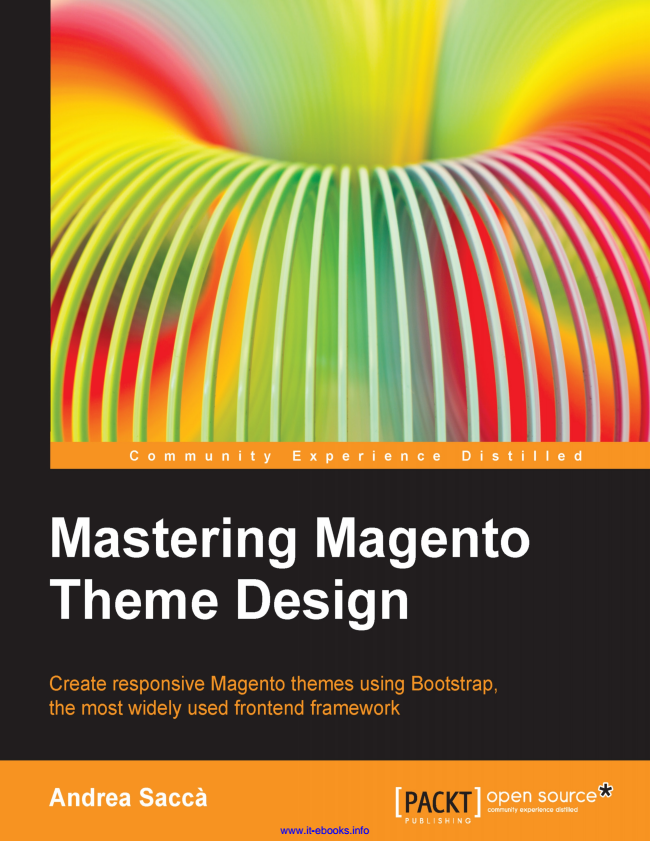 Community Experience Distilled
Mastering Magento
Theme Design
Create responsive Magento themes using Bootstrap,
the most widely used frontend framework
Andrea Saccà
[PACKT] open source*
PUBLISHING community experience distilled
www.it-ebooks.info